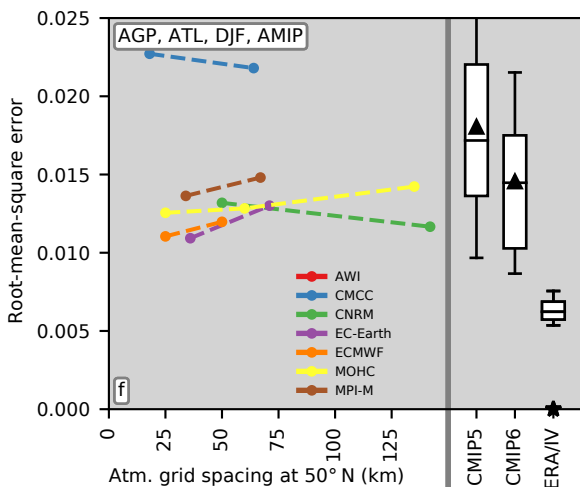 AGP, ATL, DJF, AMIP
Root-mean-square error
0.025
0.020
0.015
0.010
0.005
0.000
AWI
CMCC
CNRM
EC-Earth
ECMWF
MOHC
MPI-M
f
0
25
50
75
100
125
CMIP5
CMIP6
ERA/IV
Atm. grid spacing at 50° N (km)